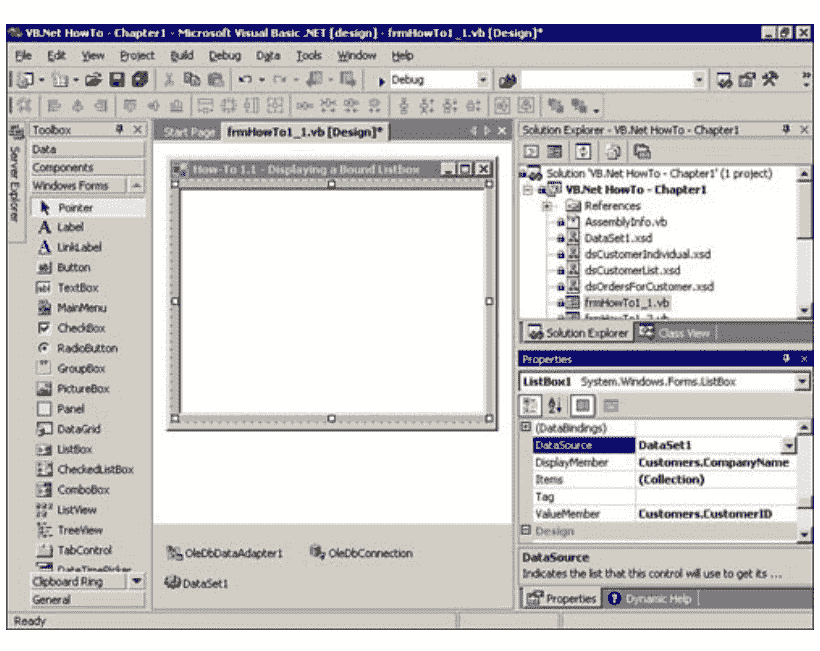 VB.Net HowTo - Chapter1 - Microsoft Visual Basic .NET [design] - frmHowTo1_1.vb [Design]*
File Edit View Project Build Debug Data Tools Window Help
Debug
Toolbox
Data
Components
Windows Forms
Pointer
Label
LinkLabel
Button
TextBox
MainMenu
CheckBox
RadioButton
GroupBox
PictureBox
Panel
DataGrid
ListBox
CheckedListBox
ComboBox
ListView
TreeView
TabControl
DateTimePicker
Clipboard Ring
General
Server Explorer
Start Page frmHowTo1_1.vb [Design]*
How-To 1.1 - Displaying a Bound Listbox
OleDbDataAdapter1 OleDbConnection
DataSet1
Solution Explorer - VB.Net HowTo - Chapter1
Solution 'VB.Net HowTo - Chapter1' (1 project)
VB.Net HowTo - Chapter1
References
AssemblyInfo.vb
DataSet1.xsd
dsCustomerIndividual.xsd
dsCustomerList.xsd
dsOrdersForCustomer.xsd
frmHowTo1_1.vb
frmHowTo1_2.vb
Solution Explorer Class View
Properties
ListBox1 System.Windows.Forms.ListBox
(DataBindings)
DataSource DataSet1
DisplayMember Customers.CompanyName
Items (Collection)
Tag
ValueMember Customers.CustomerID
Design
DataSource
Indicates the list that this control will use to get its ...
Properties Dynamic Help
Ready